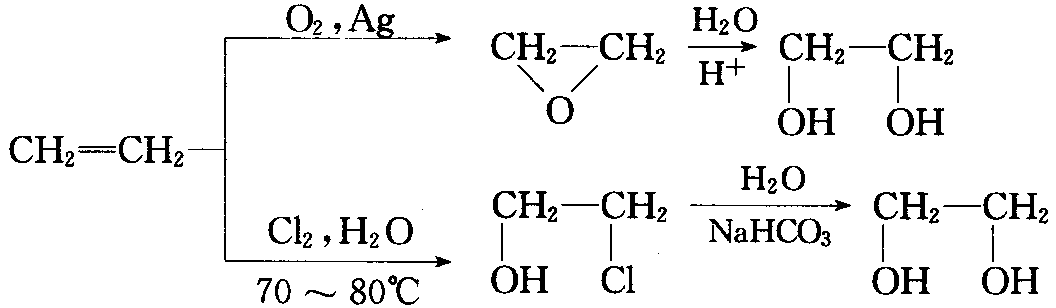 O₂,Ag
CH₂—CH₂
O
H₂O
H⁺
CH₂—CH₂
OH OH
CH₂=CH₂
Cl₂,H₂O
70～80℃
CH₂—CH₂
OH Cl
H₂O
NaHCO₃
CH₂—CH₂
OH OH